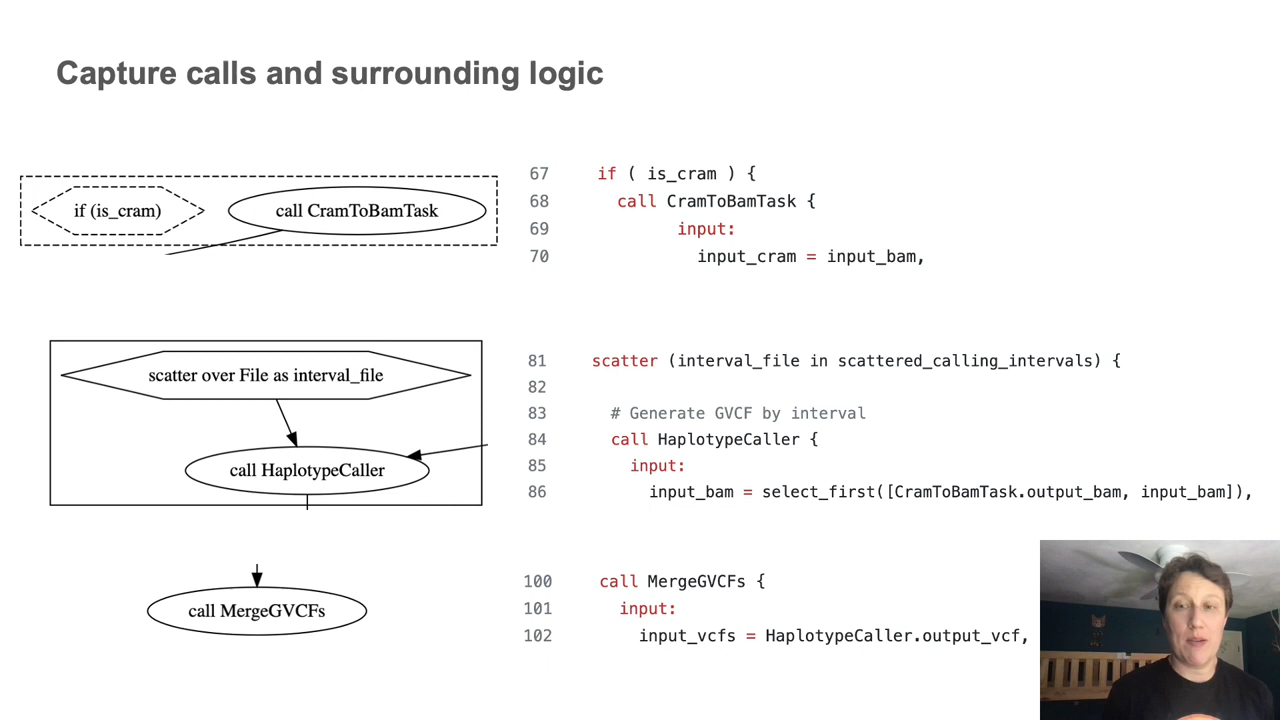 Capture calls and surrounding logic
if (is_cram)
call CramToBamTask
67 if ( is_cram ) {
68 call CramToBamTask {
69 input:
70 input_cram = input_bam,
scatter over File as interval_file
call HaplotypeCaller
81 scatter (interval_file in scattered_calling_intervals) {
82
83 # Generate GVCF by interval
84 call HaplotypeCaller {
85 input:
86 input_bam = select_first([CramToBamTask.output_bam, input_bam]),
call MergeGVCFs
100 call MergeGVCFs {
101 input:
102 input_vcfs = HaplotypeCaller.output_vcf,